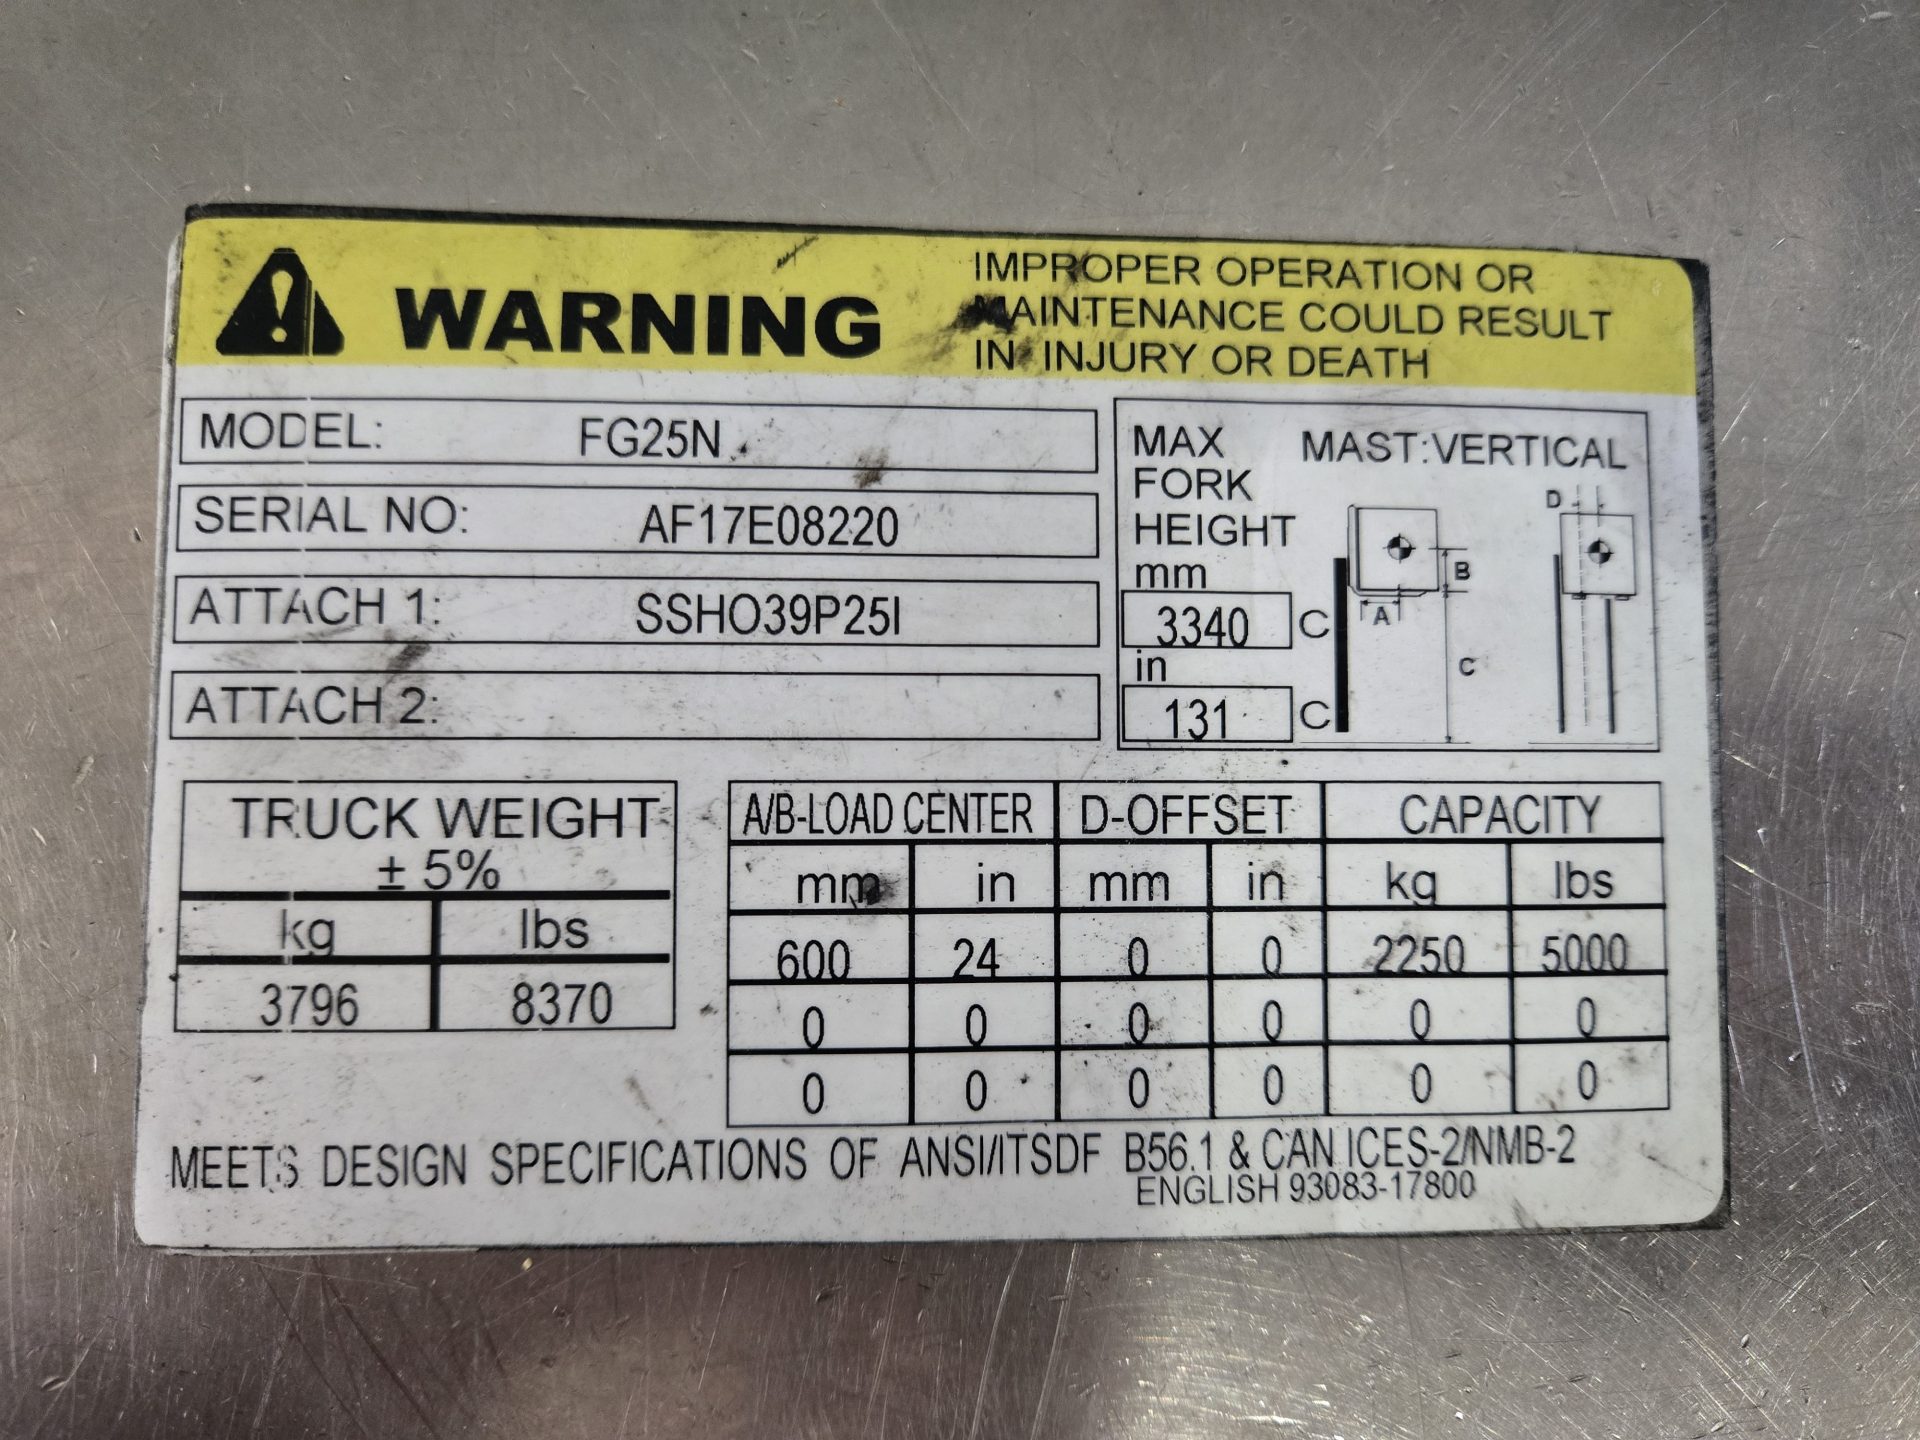 WARNING
IMPROPER OPERATION OR
MAINTENANCE COULD RESULT
IN INJURY OR DEATH
MODEL: FG25N
SERIAL NO: AF17E08220
ATTACH 1: SSHO39P25I
ATTACH 2:
MAX
FORK
HEIGHT
MAST:VERTICAL
mm
3340 C
in
131 C
D
B
A
C
TRUCK WEIGHT
± 5%
kg lbs
3796 8370
A/B-LOAD CENTER D-OFFSET CAPACITY
mm in mm in kg lbs
600 24 0 0 2250 5000
0 0 0 0 0 0
0 0 0 0 0 0
MEETS DESIGN SPECIFICATIONS OF ANSI/ITSDF B56.1 & CAN ICES-2/NMB-2
ENGLISH 93083-17800